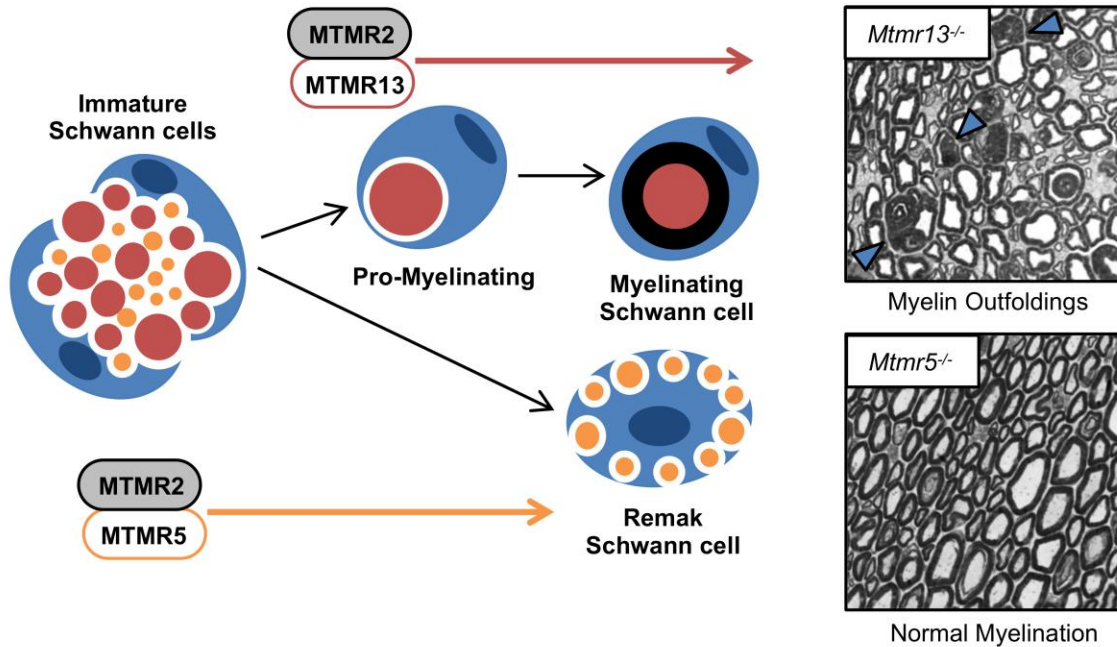 MTMR2
MTMR13
Immature
Schwann cells
Pro-Myelinating
Myelinating
Schwann cell
MTMR2
MTMR5
Remak
Schwann cell
Mtmr13-/-
Myelin Outfoldings
Mtmr5-/-
Normal Myelination